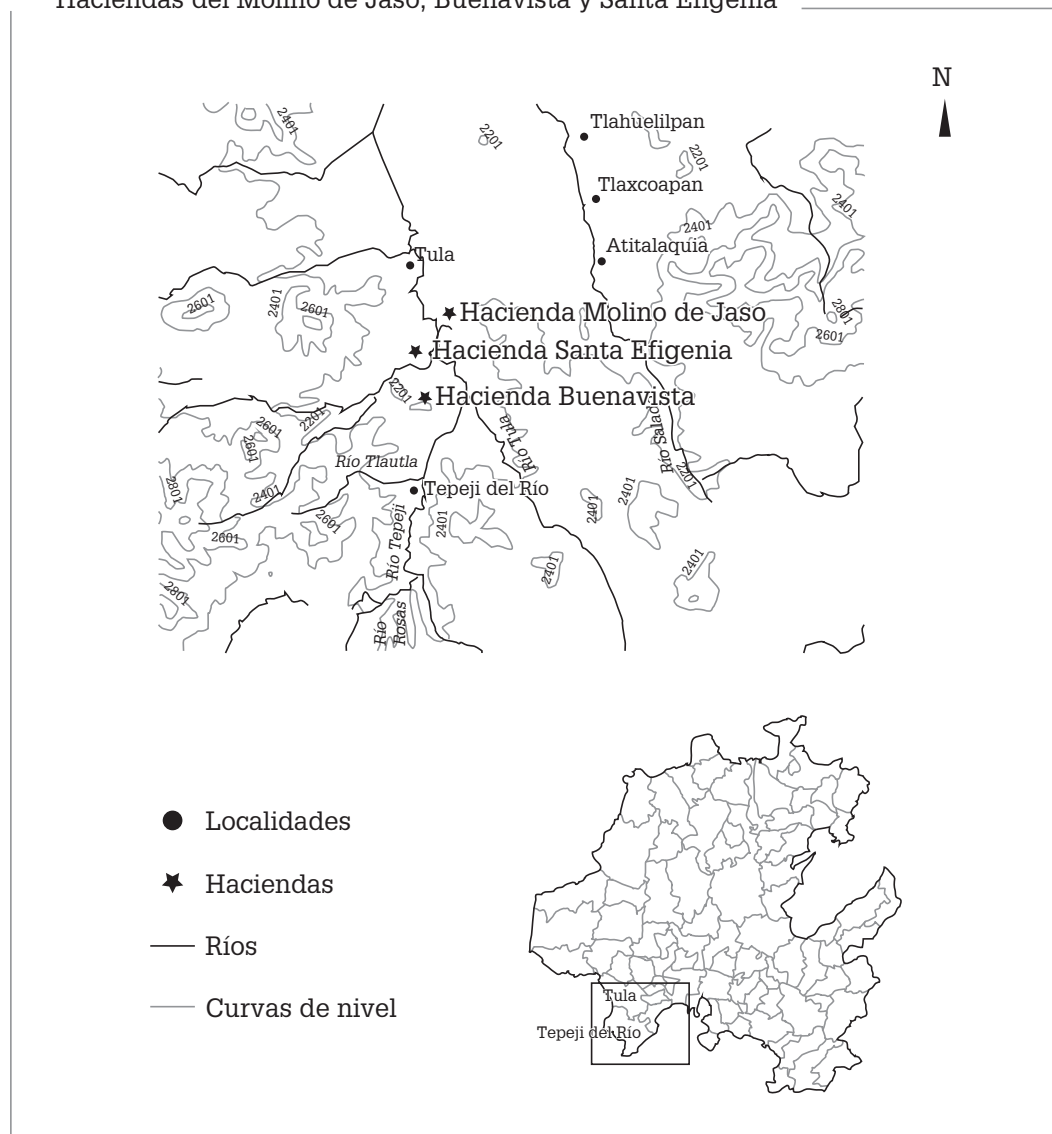 Haciendas del Molino de Jaso, Buenavista y Santa Efigenia
N
2401
2201
Tlahuelilpan
2201
Tlaxcoapan
2401
2401
Atitalaquia
Tula
2601
2401
2601
2801
2601
Hacienda Molino de Jaso
Hacienda Santa Efigenia
2201
Hacienda Buenavista
2601
2201
2601
Río Tula
Río Salado
Río Tlautla
2201
2801
2401
Tepeji del Río
2401
2401
2601
2401
2601
Río Tepeji
2401
2401
2801
Río
Rosas
Localidades
Haciendas
Ríos
Curvas de nivel
Tula
Tepeji del Río